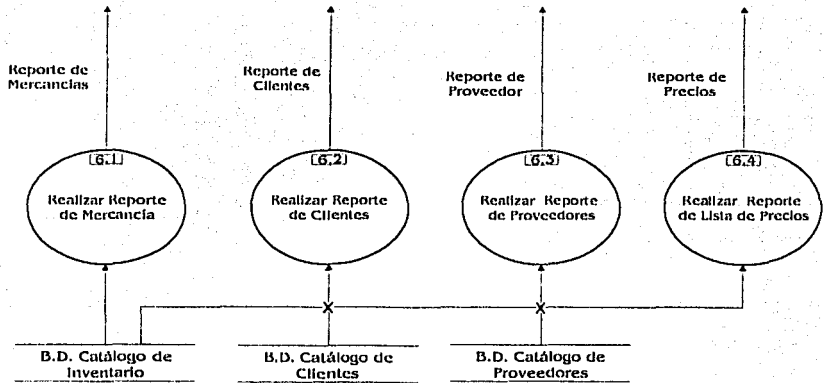 Reporte de
Mercancías
Reporte de
Clientes
Reporte de
Proveedor
Reporte de
Precios
6.1
Realizar Reporte
de Mercancía
6.2
Realizar Reporte
de Clientes
6.3
Realizar Reporte
de Proveedores
6.4
Realizar Reporte
de Lista de Precios
B.D. Catálogo de
Inventario
B.D. Catálogo de
Clientes
B.D. Catálogo de
Proveedores